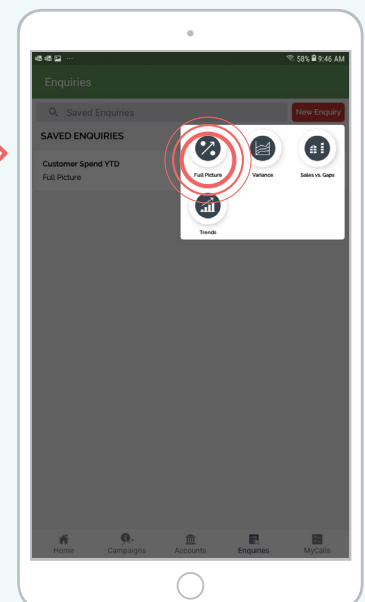 58% 9:46 AM
Enquiries
Saved Enquiries
New Enquiry
SAVED ENQUIRIES
Customer Spend YTD
Full Picture
Full Picture
Variance
Sales vs. Gaps
Trends
Home
Campaigns
Accounts
Enquiries
MyCalls